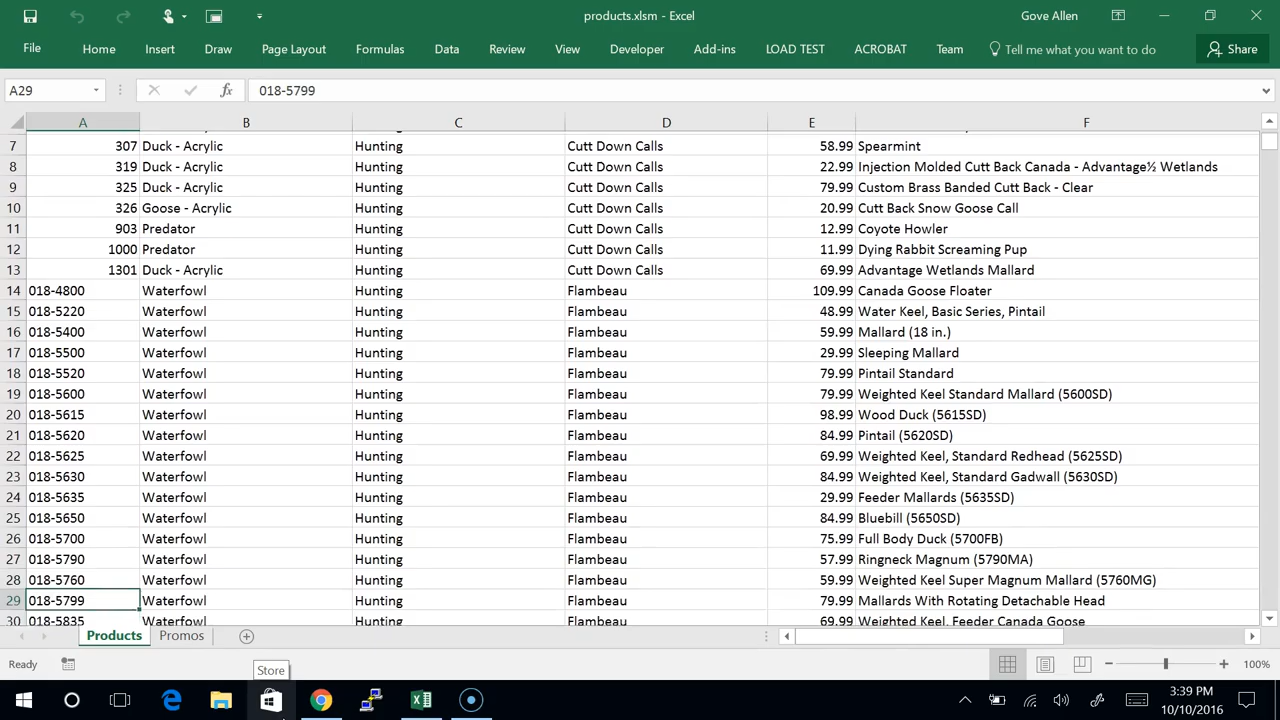 products.xlsm - Excel
Gove Allen
File Home Insert Draw Page Layout Formulas Data Review View Developer Add-ins LOAD TEST ACROBAT Team Tell me what you want to do Share
A29 fx 018-5799
A B C D E F
7 307 Duck - Acrylic Hunting Cutt Down Calls 58.99 Spearmint
8 319 Duck - Acrylic Hunting Cutt Down Calls 22.99 Injection Molded Cutt Back Canada - Advantage½ Wetlands
9 325 Duck - Acrylic Hunting Cutt Down Calls 79.99 Custom Brass Banded Cutt Back - Clear
10 326 Goose - Acrylic Hunting Cutt Down Calls 20.99 Cutt Back Snow Goose Call
11 903 Predator Hunting Cutt Down Calls 12.99 Coyote Howler
12 1000 Predator Hunting Cutt Down Calls 11.99 Dying Rabbit Screaming Pup
13 1301 Duck - Acrylic Hunting Cutt Down Calls 69.99 Advantage Wetlands Mallard
14 018-4800 Waterfowl Hunting Flambeau 109.99 Canada Goose Floater
15 018-5220 Waterfowl Hunting Flambeau 48.99 Water Keel, Basic Series, Pintail
16 018-5400 Waterfowl Hunting Flambeau 59.99 Mallard (18 in.)
17 018-5500 Waterfowl Hunting Flambeau 29.99 Sleeping Mallard
18 018-5520 Waterfowl Hunting Flambeau 79.99 Pintail Standard
19 018-5600 Waterfowl Hunting Flambeau 79.99 Weighted Keel Standard Mallard (5600SD)
20 018-5615 Waterfowl Hunting Flambeau 98.99 Wood Duck (5615SD)
21 018-5620 Waterfowl Hunting Flambeau 84.99 Pintail (5620SD)
22 018-5625 Waterfowl Hunting Flambeau 69.99 Weighted Keel, Standard Redhead (5625SD)
23 018-5630 Waterfowl Hunting Flambeau 84.99 Weighted Keel, Standard Gadwall (5630SD)
24 018-5635 Waterfowl Hunting Flambeau 29.99 Feeder Mallards (5635SD)
25 018-5650 Waterfowl Hunting Flambeau 84.99 Bluebill (5650SD)
26 018-5700 Waterfowl Hunting Flambeau 75.99 Full Body Duck (5700FB)
27 018-5790 Waterfowl Hunting Flambeau 57.99 Ringneck Magnum (5790MA)
28 018-5760 Waterfowl Hunting Flambeau 59.99 Weighted Keel Super Magnum Mallard (5760MG)
29 018-5799 Waterfowl Hunting Flambeau 79.99 Mallards With Rotating Detachable Head
30 018-5835 Waterfowl Hunting Flambeau 69.99 Weighted Keel, Feeder Canada Goose
Products Promos
Ready 100%
Store
3:39 PM
10/10/2016